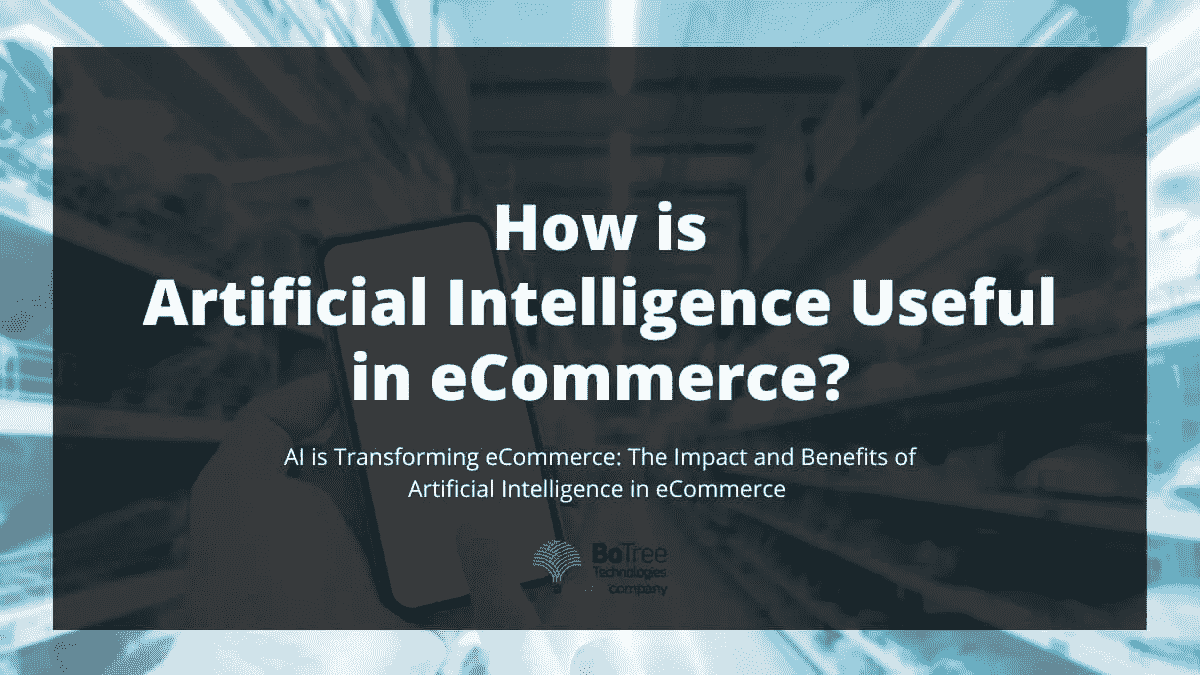 How is
Artificial Intelligence Useful
in eCommerce?
AI is Transforming eCommerce: The Impact and Benefits of
Artificial Intelligence in eCommerce
BoTree
Technologies
company